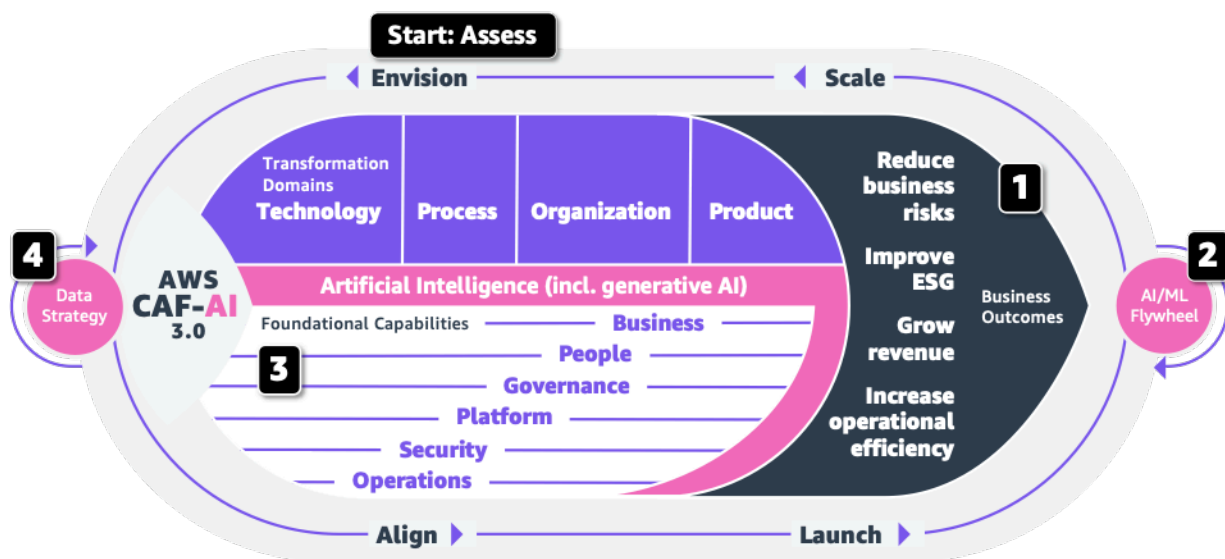 Start: Assess
Envision
Scale
Transformation
Domains
Technology
Process
Organization
Product
Reduce
business
risks
1
Improve
ESG
Grow
revenue
Increase
operational
efficiency
Business
Outcomes
4
Data
Strategy
AWS
CAF-AI
3.0
Artificial Intelligence (incl. generative AI)
Foundational Capabilities
Business
3
People
Governance
Platform
Security
Operations
2
AI/ML
Flywheel
Align
Launch